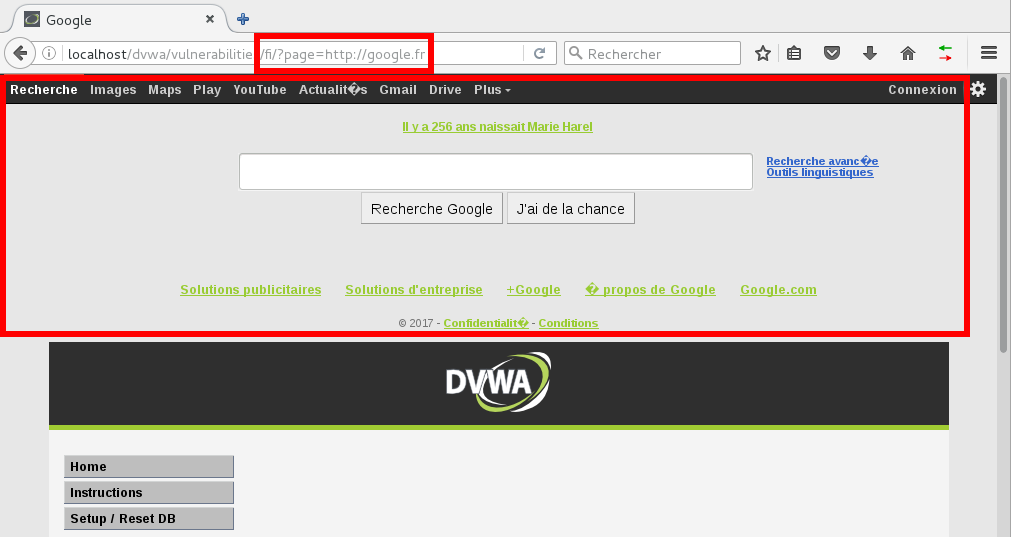 Google
localhost/dvwa/vulnerabilitie /fi/?page=http://google.fr
Rechercher
Recherche Images Maps Play YouTube Actualit�s Gmail Drive Plus Connexion
Il y a 256 ans naissait Marie Harel
Recherche avanc�e
Outils linguistiques
Recherche Google J'ai de la chance
Solutions publicitaires Solutions d'entreprise +Google � propos de Google Google.com
© 2017 - Confidentialit� - Conditions
DVWA
Home
Instructions
Setup / Reset DB